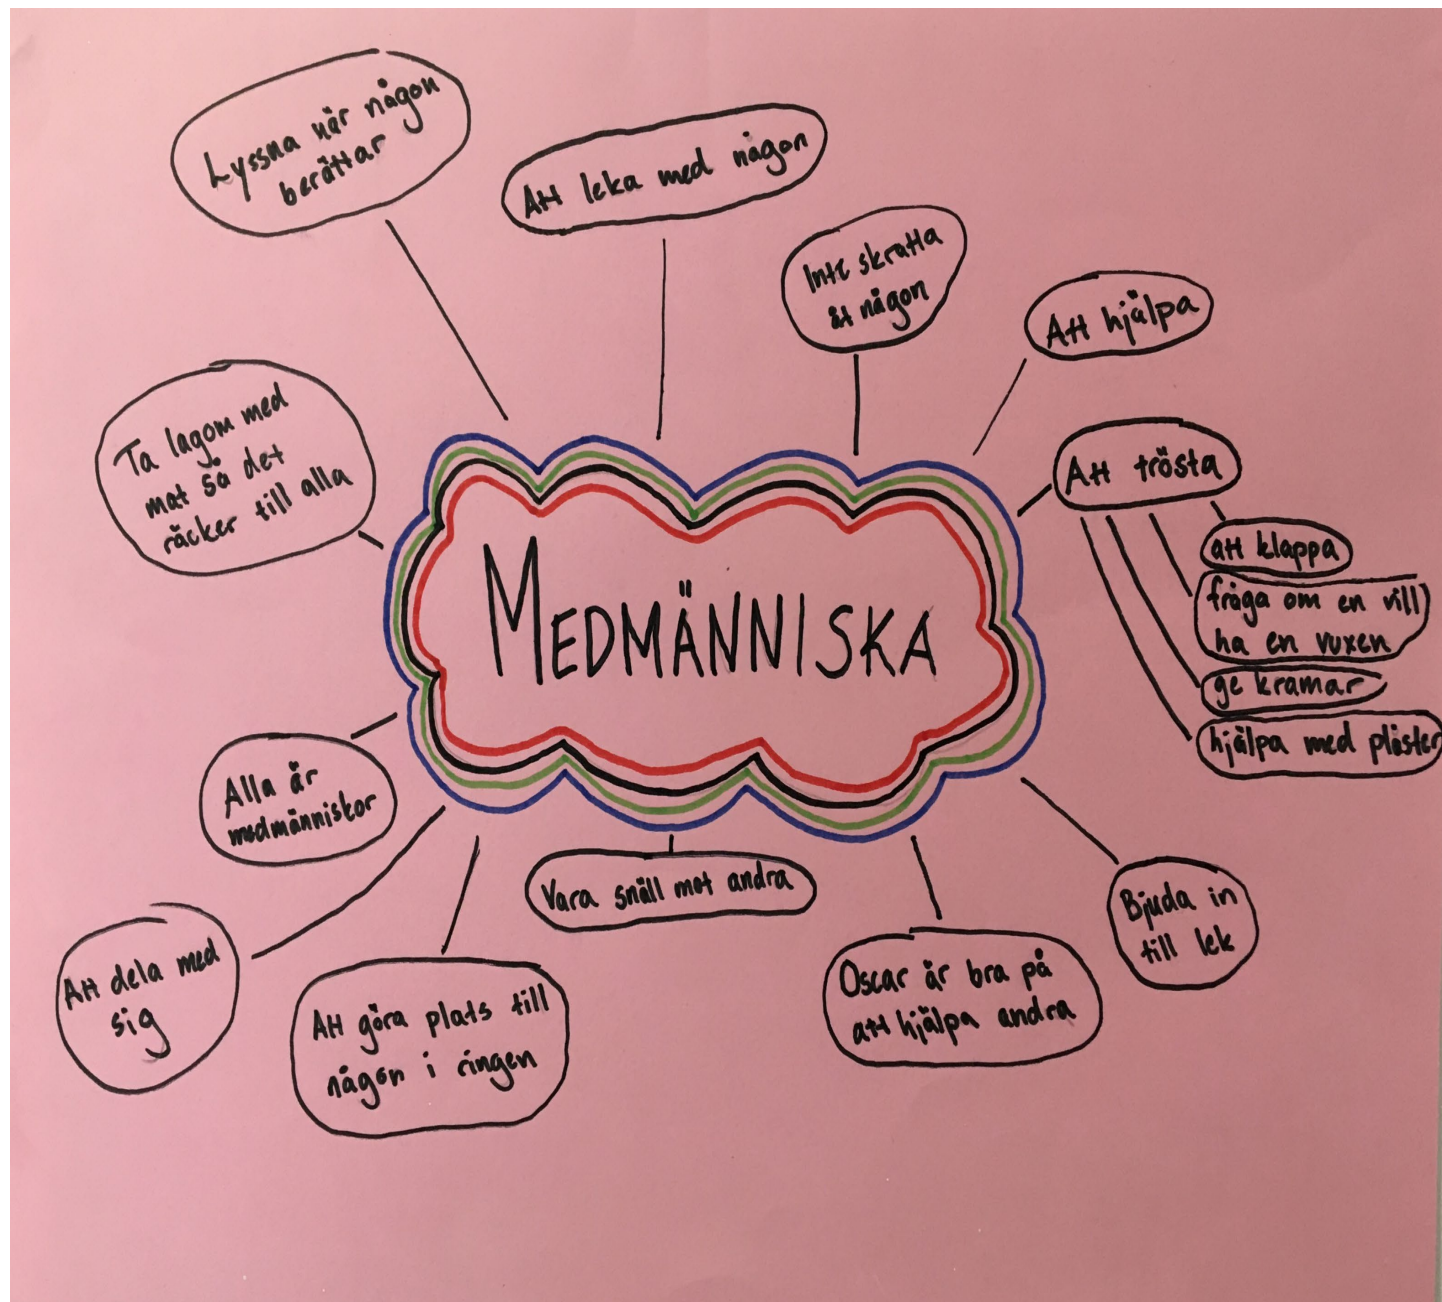 Lyssna när någon
berättar
Att leka med någon
Inte skratta
åt någon
Att hjälpa
Att trösta
att klappa
fråga om en vill
ha en vuxen
ge kramar
hjälpa med plåster
Ta lagom med
mat så det
räcker till alla
MEDMÄNNISKA
Alla är
medmänniskor
Vara snäll mot andra
Bjuda in
till lek
Oscar är bra på
att hjälpa andra
Att dela med
sig
Att göra plats till
någon i ringen